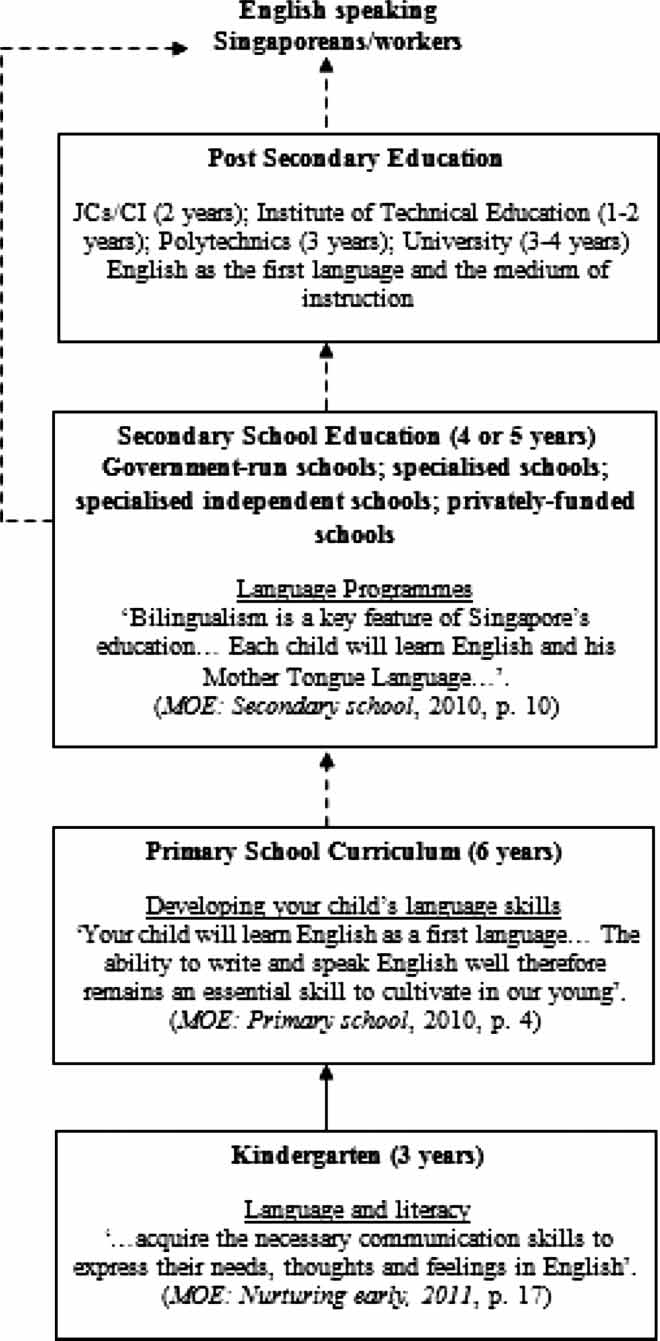 English speaking
Singaporeans/workers
Post Secondary Education
JCs/CI (2 years); Institute of Technical Education (1-2
years); Polytechnics (3 years); University (3-4 years)
English as the first language and the medium of
instruction
Secondary School Education (4 or 5 years)
Government-run schools; specialised schools;
specialised independent schools; privately-funded
schools
Language Programmes
‘Bilingualism is a key feature of Singapore’s
education… Each child will learn English and his
Mother Tongue Language…’.
(MOE: Secondary school, 2010, p. 10)
Primary School Curriculum (6 years)
Developing your child’s language skills
‘Your child will learn English as a first language… The
ability to write and speak English well therefore
remains an essential skill to cultivate in our young’.
(MOE: Primary school, 2010, p. 4)
Kindergarten (3 years)
Language and literacy
‘…acquire the necessary communication skills to
express their needs, thoughts and feelings in English’.
(MOE: Nurturing early, 2011, p. 17)